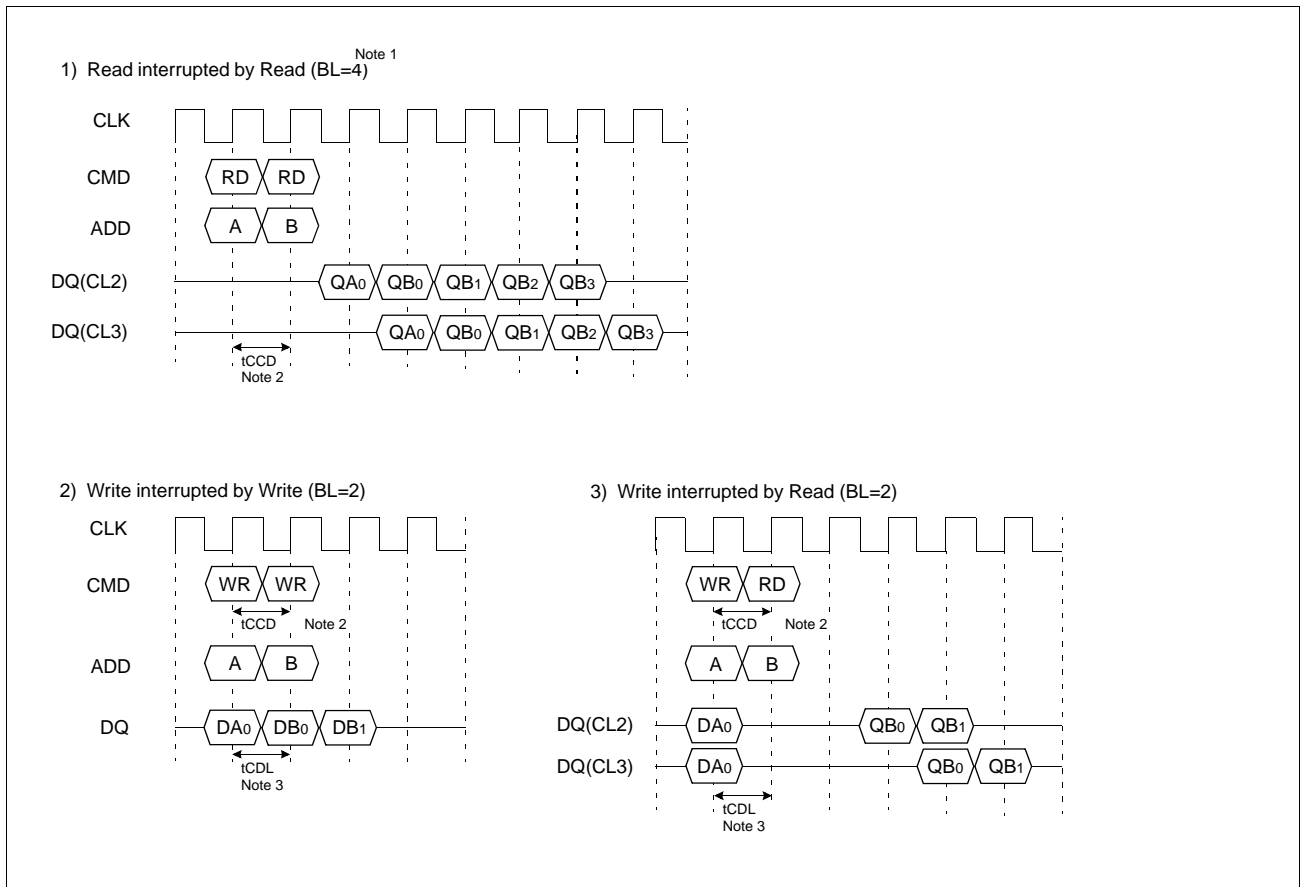 Note 1
1) Read interrupted by Read (BL=4)
CLK
CMD RD RD
ADD A B
DQ(CL2) QA0 QB0 QB1 QB2 QB3
DQ(CL3) QA0 QB0 QB1 QB2 QB3
tCCD
Note 2
2) Write interrupted by Write (BL=2)
CLK
CMD WR WR
tCCD Note 2
ADD A B
DQ DA0 DB0 DB1
tCDL
Note 3
3) Write interrupted by Read (BL=2)
WR RD
tCCD Note 2
A B
DQ(CL2) DA0 QB0 QB1
DQ(CL3) DA0 QB0 QB1
tCDL
Note 3